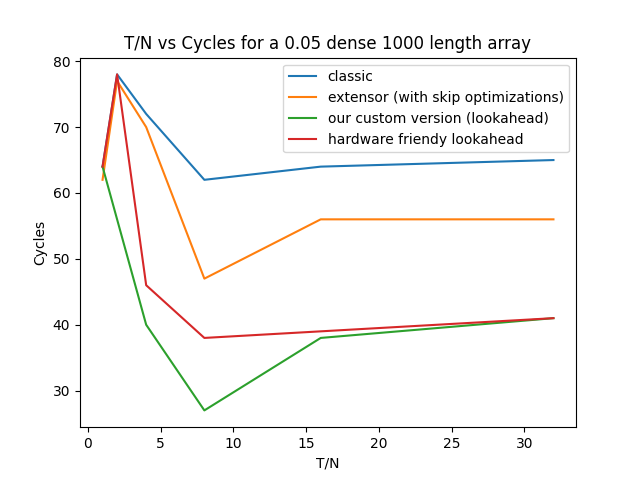 T/N vs Cycles for a 0.05 dense 1000 length array
classic
extensor (with skip optimizations)
our custom version (lookahead)
hardware friendy lookahead
80
70
60
50
40
30
Cycles
0 5 10 15 20 25 30
T/N